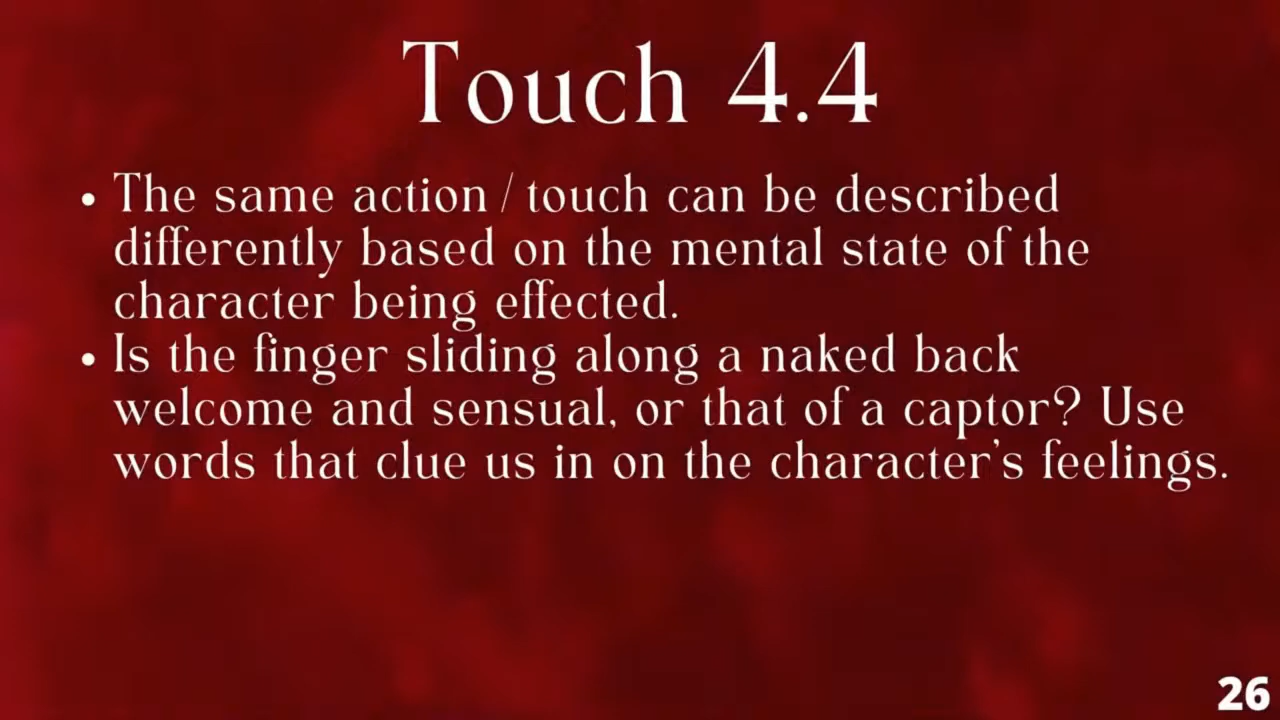 Touch 4.4
• The same action / touch can be described
differently based on the mental state of the
character being effected.
• Is the finger sliding along a naked back
welcome and sensual, or that of a captor? Use
words that clue us in on the character's feelings.
26